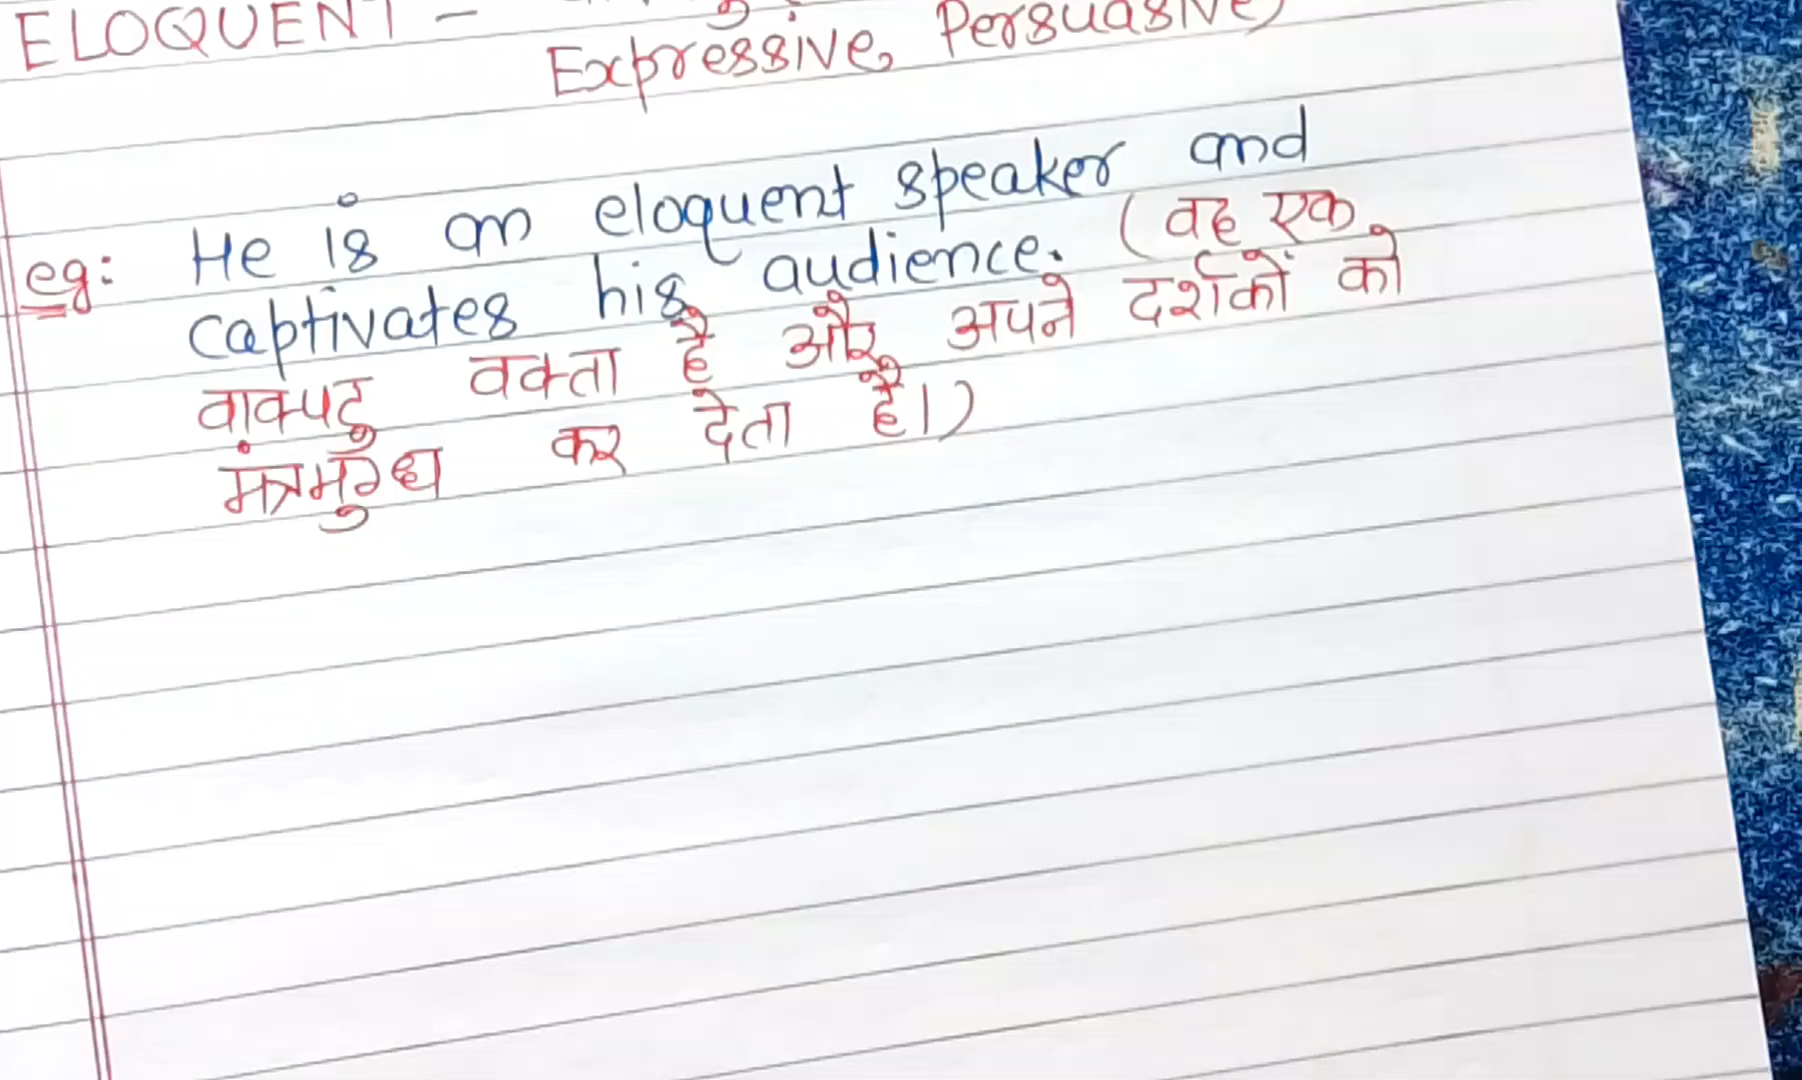 ELOQUENT -
Expressive, Persuasive)
eg: He is an eloquent speaker and
captivates his audience. (वह एक
वाक्पटु वक्ता है और अपने दर्शकों को
मंत्रमुग्ध कर देता है।)